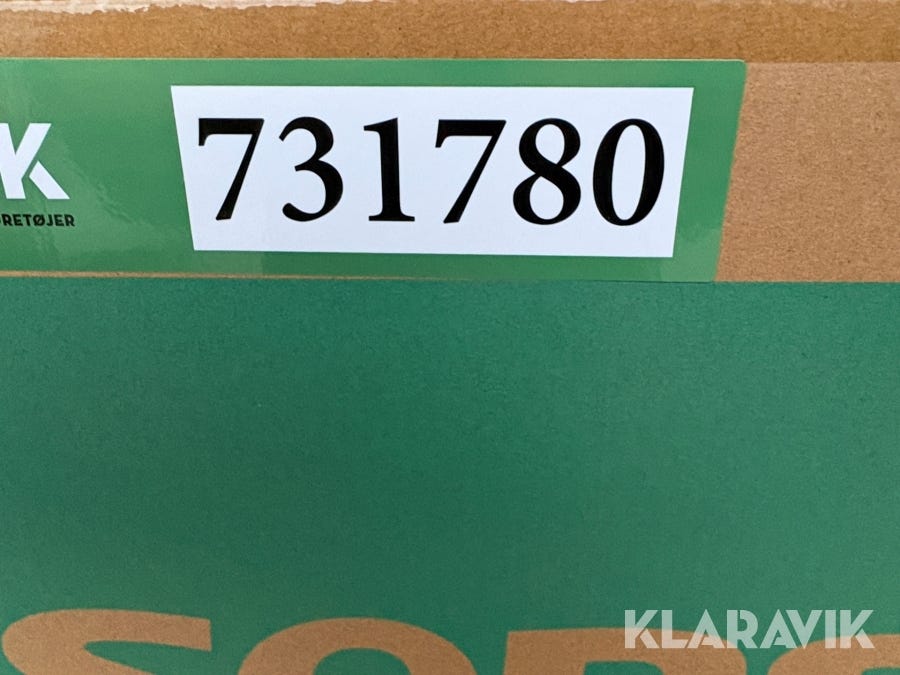 K
RETØJER
731780
KLARAVIK